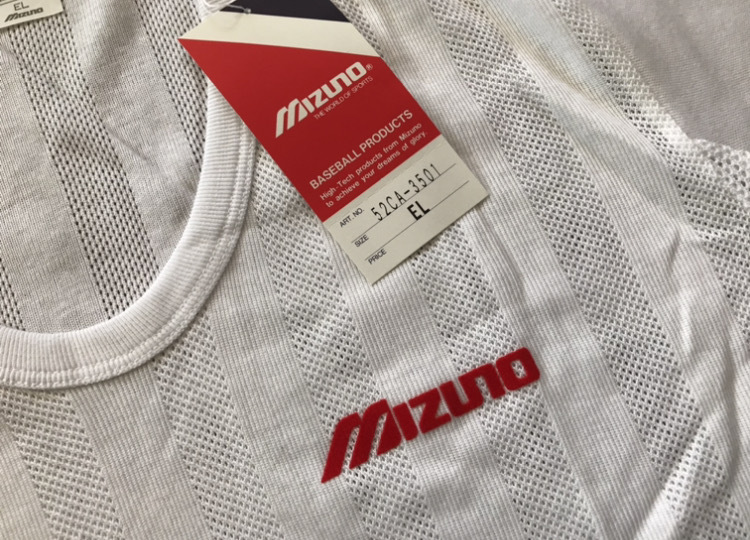 EL
MIZUNO
MIZUNO®
THE WORLD OF SPORTS
BASEBALL PRODUCTS
High-Tech products from Mizuno
to achieve your dreams of glory.
ART. NO. 52CA-3501
SIZE EL
PRICE
MIZUNO